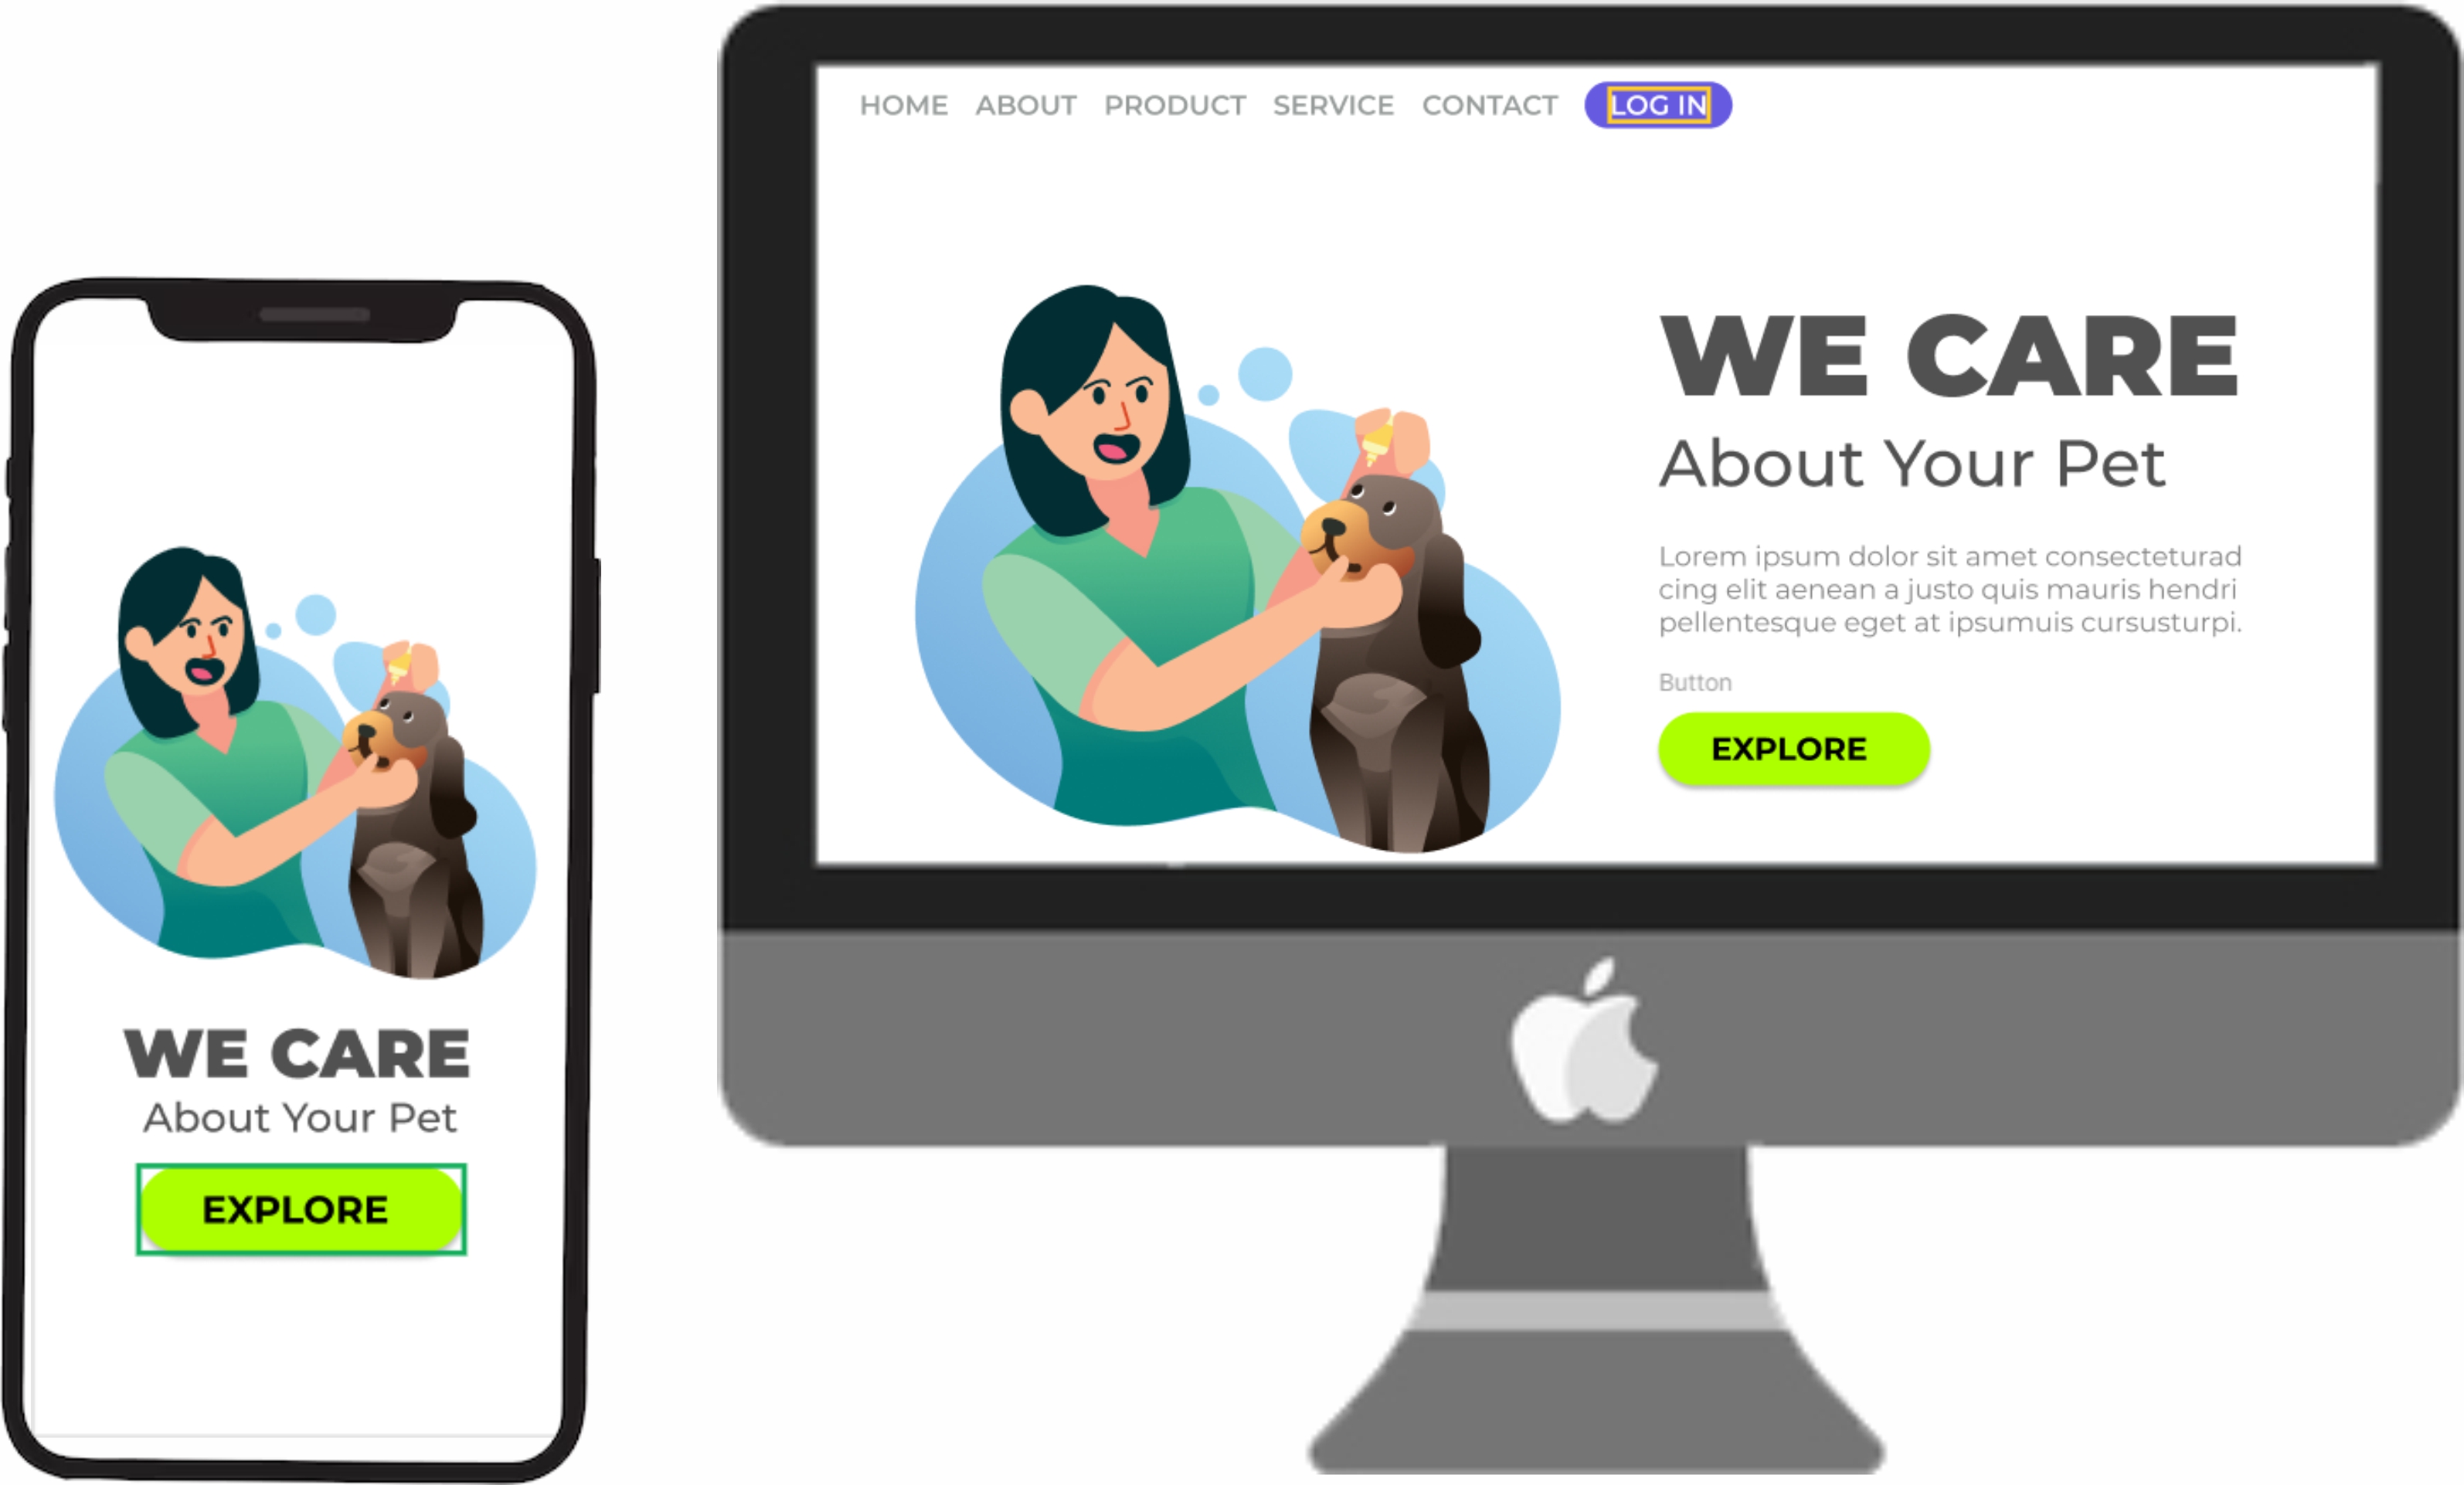 HOME ABOUT PRODUCT SERVICE CONTACT LOG IN
WE CARE
About Your Pet
Lorem ipsum dolor sit amet consecteturad
cing elit aenean a justo quis mauris hendri
pellentesque eget at ipsumuis cursusturpi.
Button
EXPLORE
WE CARE
About Your Pet
EXPLORE